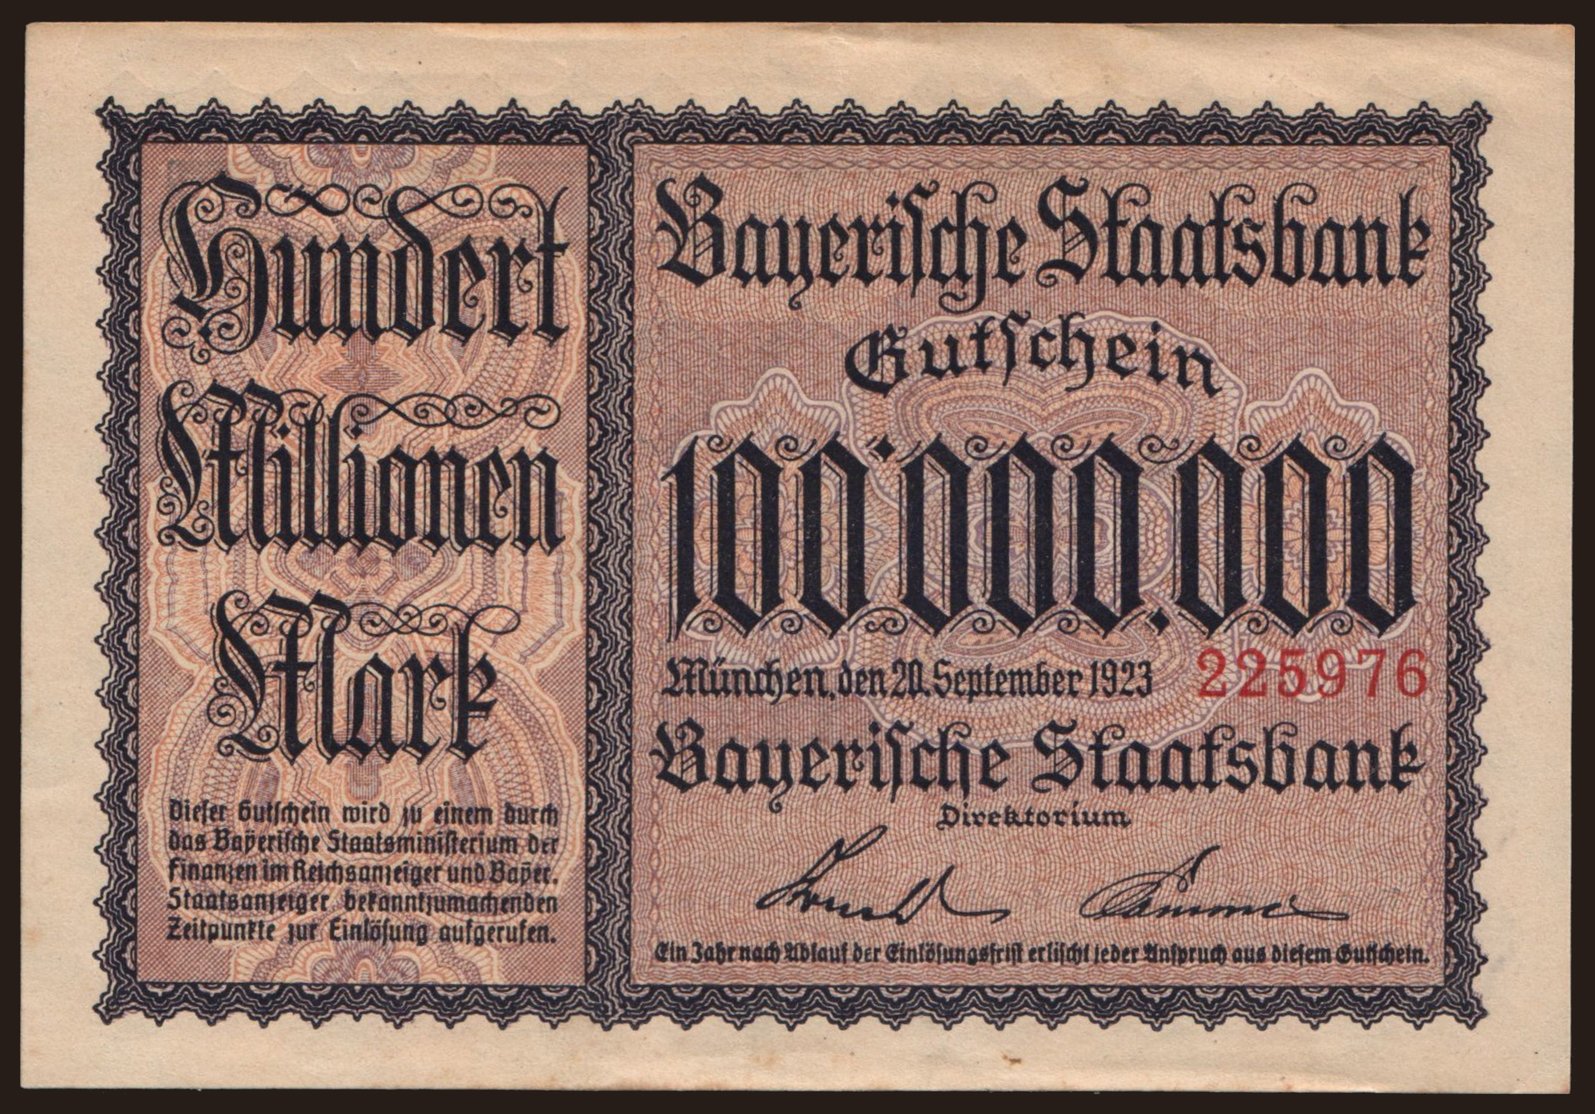 Hundert
Millionen
Mark
Dieser Gutschein wird zu einem durch
das Bayerische Staatsministerium der
Finanzen im Reichsanzeiger und Bayer.
Staatsanzeiger bekanntzumachenden
Zeitpunkte zur Einlösung aufgerufen.
Bayerische Staatsbank
Gutschein
100·000.000
München, den 20. September 1923 225976
Bayerische Staatsbank
Direktorium
Ein Jahr nach Ablauf der Einlösungsfrist erlischt jeder Anspruch aus diesem Gutschein.